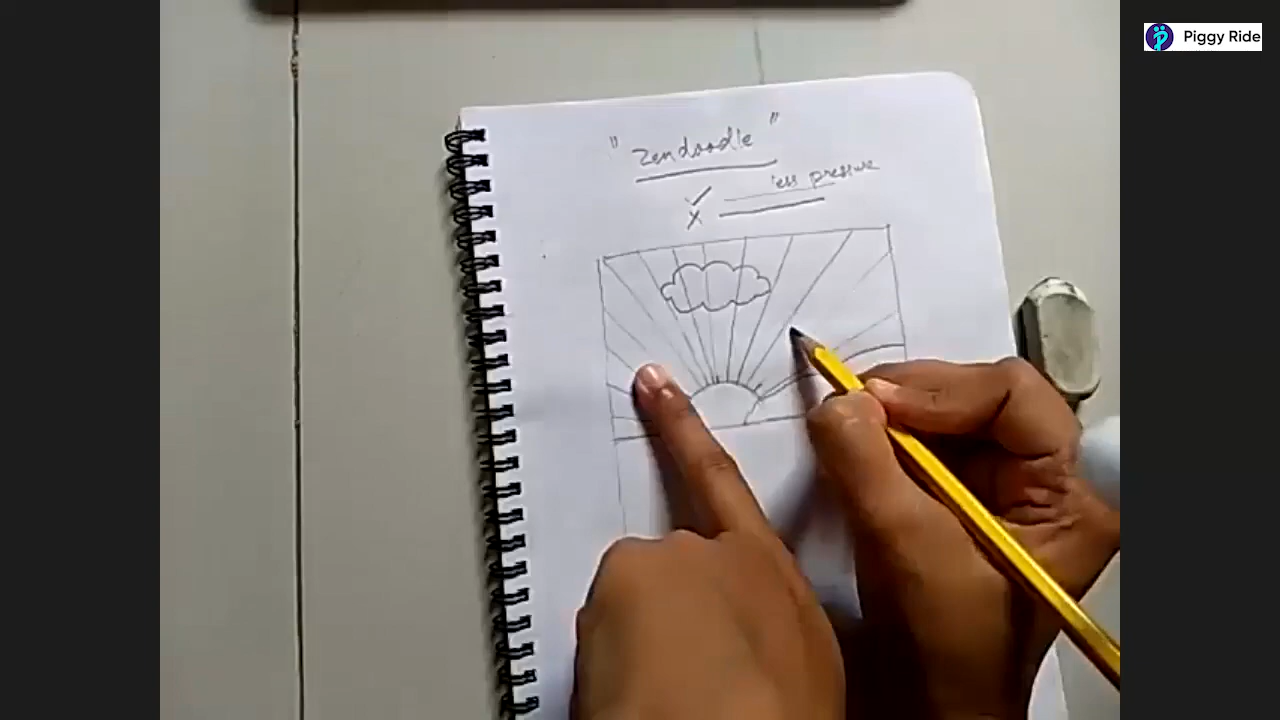 Piggy Ride
" Zendoodle "
✓ less pressure
x